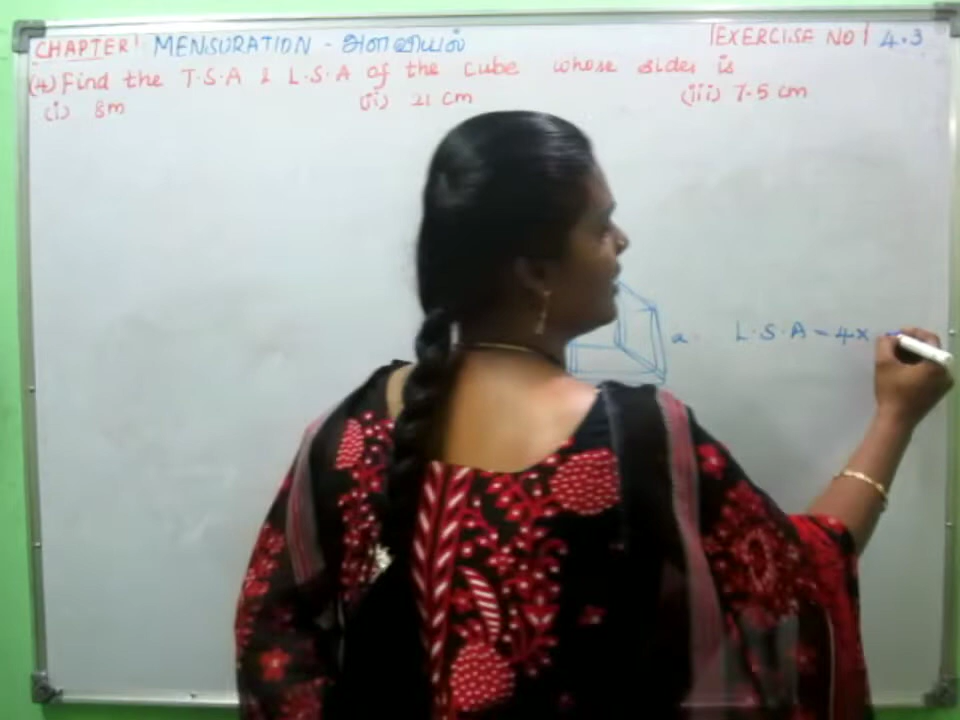 CHAPTER! MENSURATION - அளவியல் EXERCISE NO 4.3
(4) Find the T.S.A & L.S.A of the cube whose sides is
(i) 8m (ii) 21 cm (iii) 7.5 cm
a. L.S.A = 4×